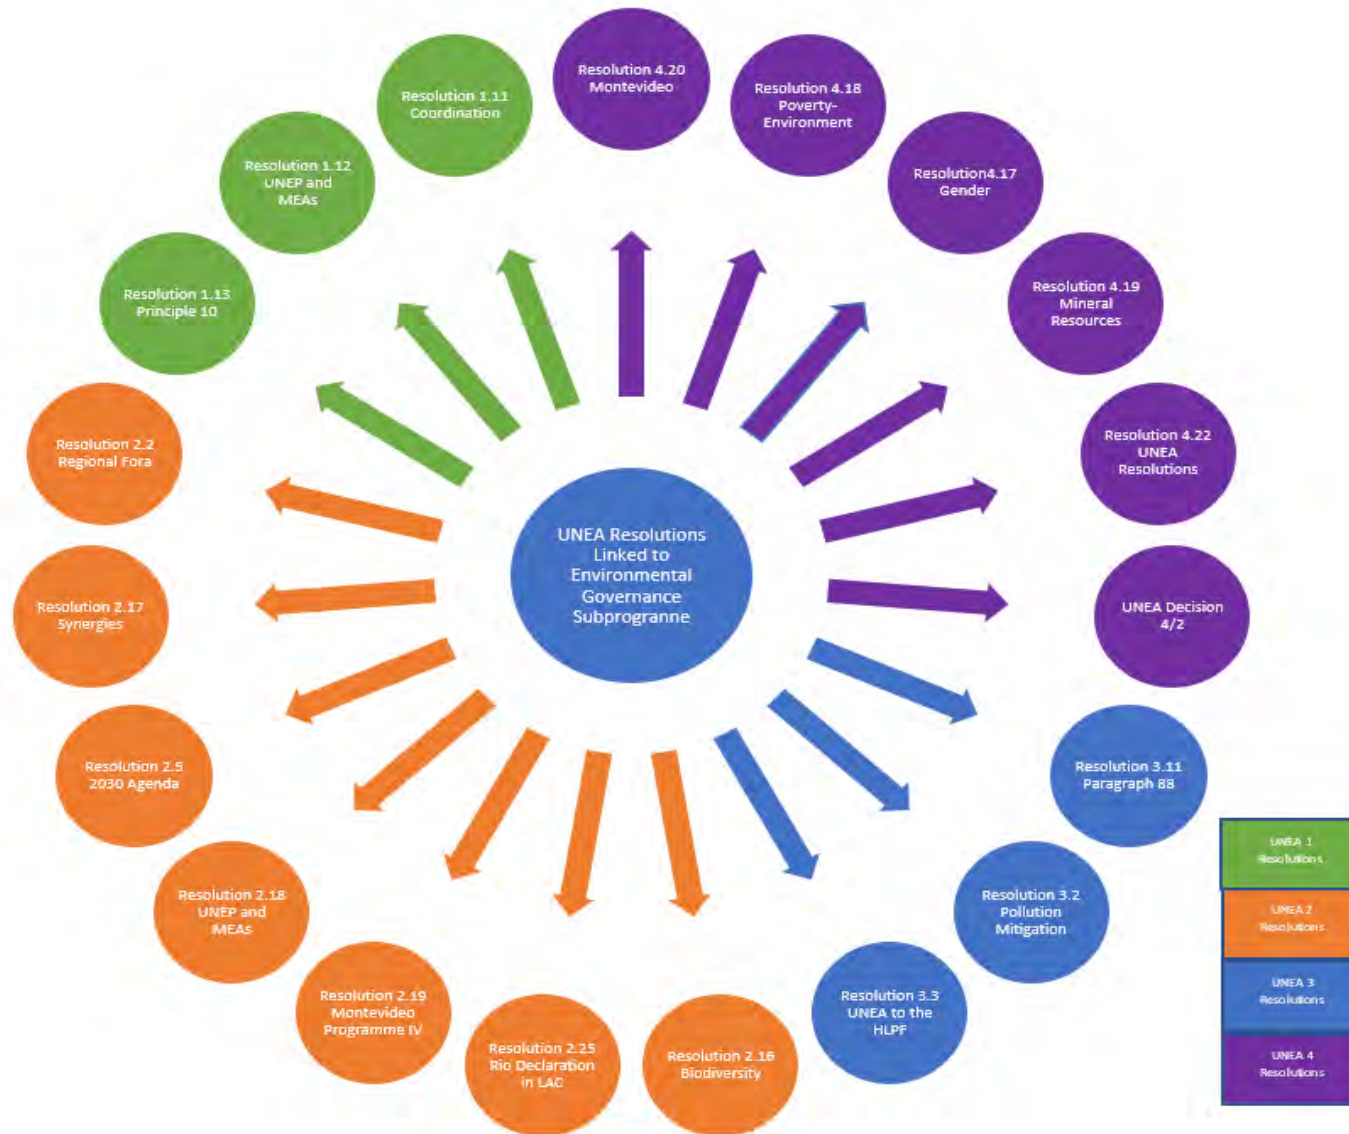 Resolution 4.20
Montevideo
Resolution 4.18
Poverty-
Environment
Resolution4.17
Gender
Resolution 4.19
Mineral
Resources
Resolution 4.22
UNEA
Resolutions
UNEA Decision
4/2
Resolution 3.11
Paragraph 88
Resolution 3.2
Pollution
Mitigation
Resolution 3.3
UNEA to the
HLPF
Resolution 2.16
Biodiversity
Resolution 2.25
Rio Declaration
in LAC
Resolution 2.19
Montevideo
Programme IV
Resolution 2.18
UNEP and
MEAs
Resolution 2.5
2030 Agenda
Resolution 2.17
Synergies
Resolution 2.2
Regional Fora
Resolution 1.13
Principle 10
Resolution 1.12
UNEP and
MEAs
Resolution 1.11
Coordination
UNEA Resolutions
Linked to
Environmental
Governance
Subprogranne
UNEA 1
Resolutions
UNEA 2
Resolutions
UNEA 3
Resolutions
UNEA 4
Resolutions